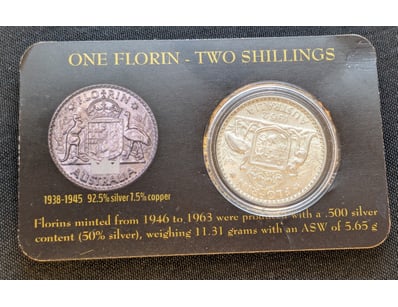 ONE FLORIN - TWO SHILLINGS
FLORIN
AUSTRALIA
1938-1945 92.5% silver 7.5% copper
Florins minted from 1946 to 1963 were produced with a .500 silver
content (50% silver), weighing 11.31 grams with an ASW of 5.65 g